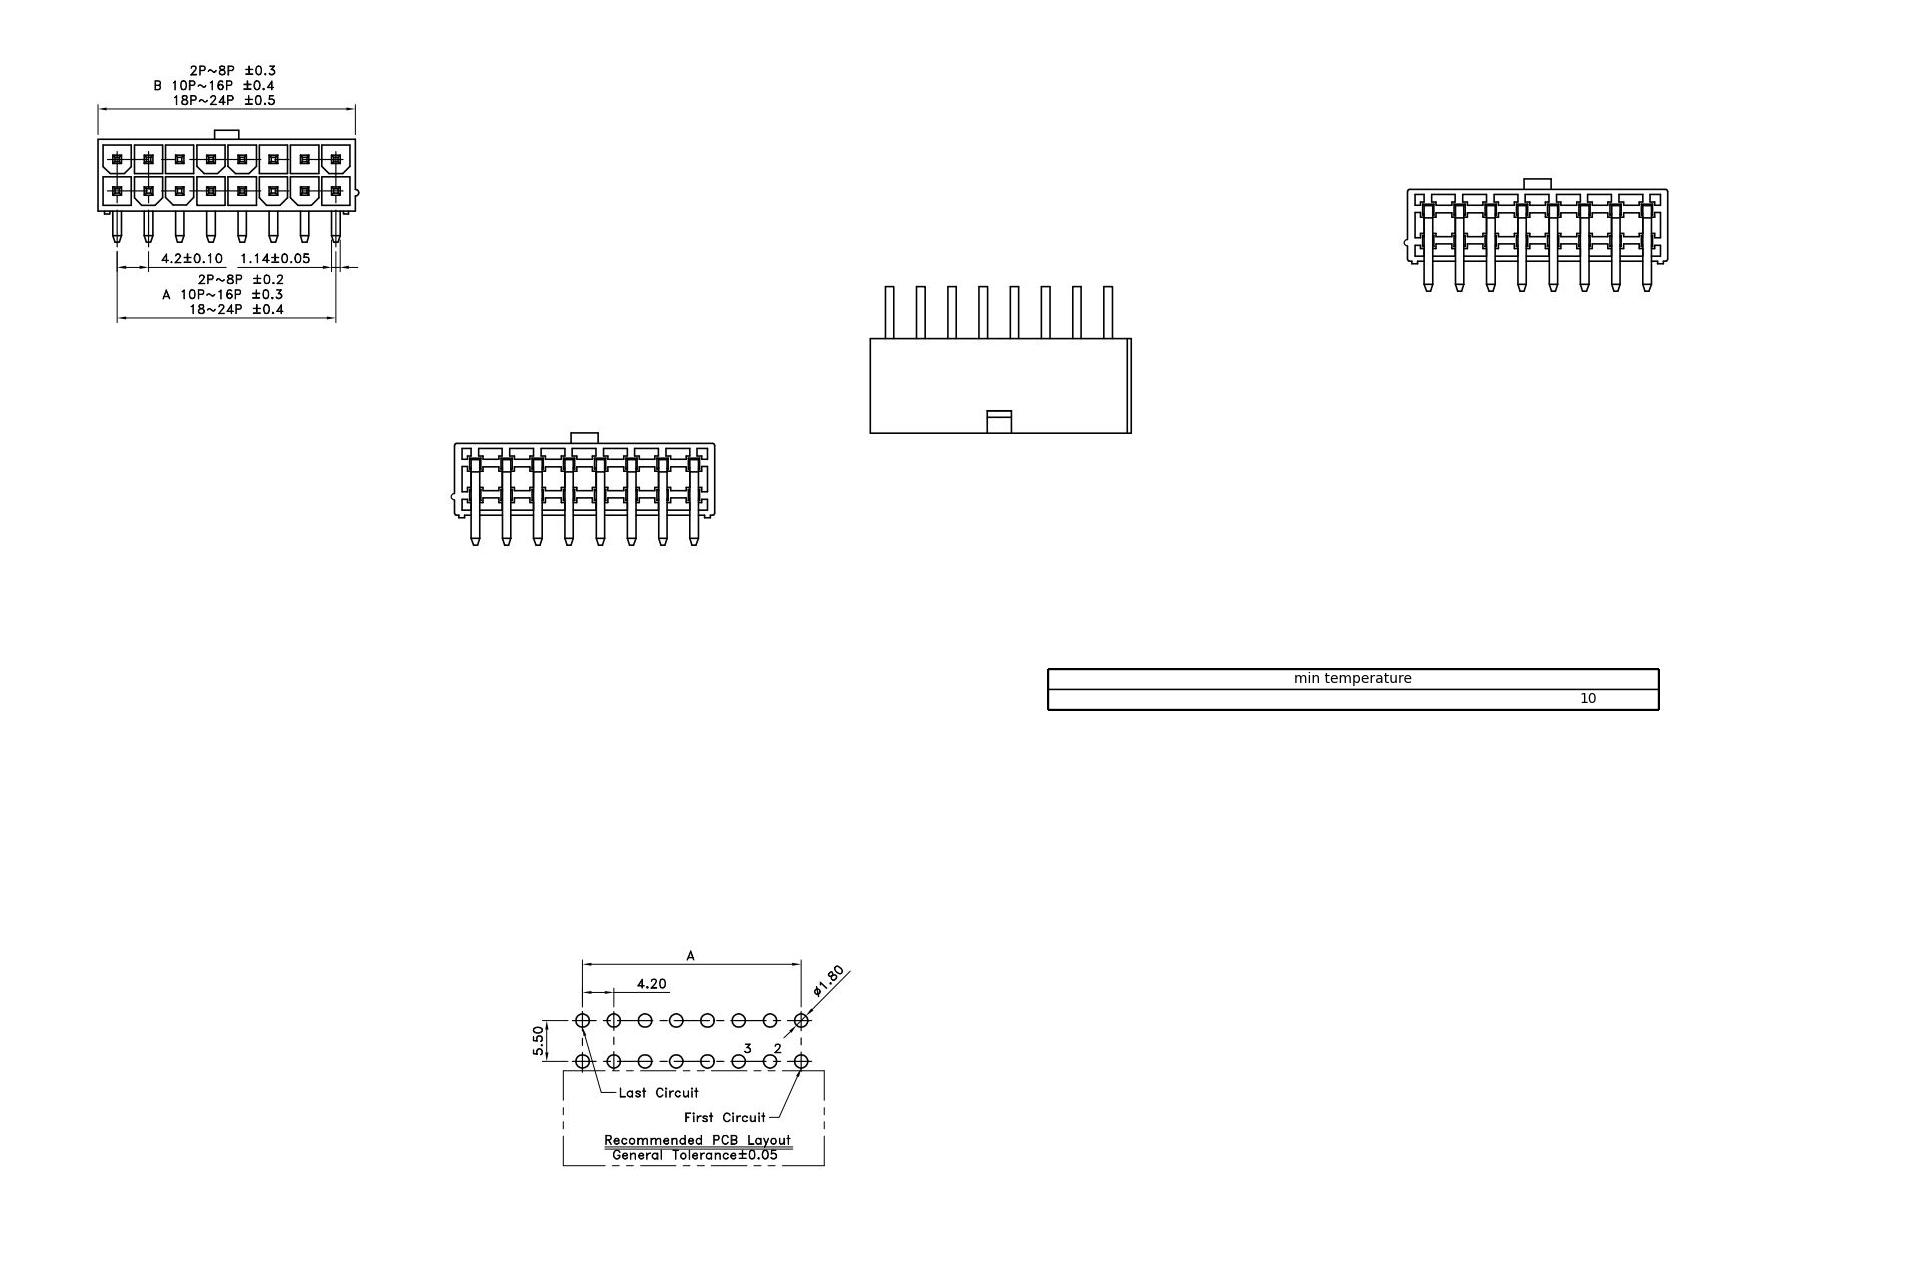 2P~8P ±0.3
B 10P~16P ±0.4
18P~24P ±0.5
4.2±0.10 1.14±0.05
2P~8P ±0.2
A 10P~16P ±0.3
18~24P ±0.4
min temperature
10
A
4.20
ø1.80
5.50
3 2
Last Circuit
First Circuit
Recommended PCB Layout
General Tolerance±0.05